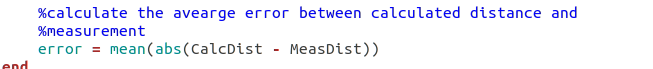 %calculate the avearge error between calculated distance and
%measurement
error = mean(abs(CalcDist - MeasDist))
end